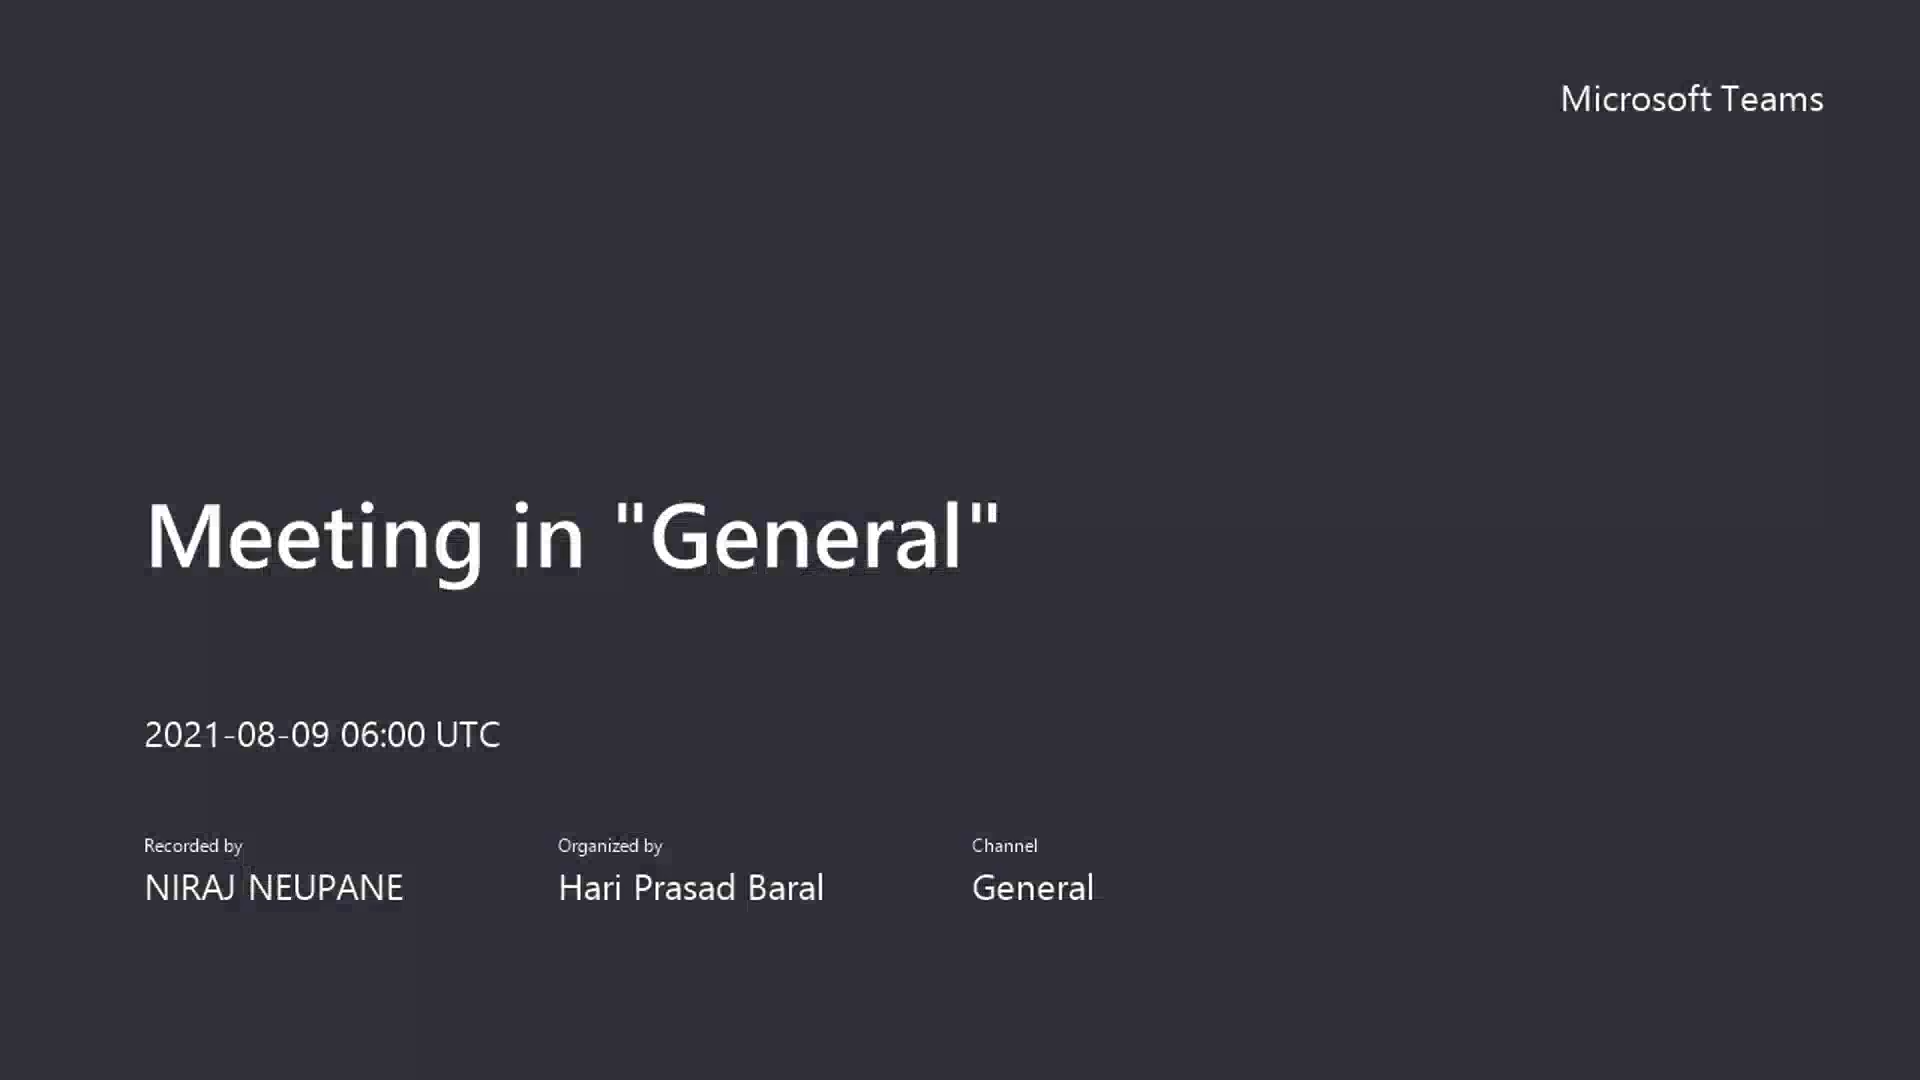 Microsoft Teams
Meeting in "General"
2021-08-09 06:00 UTC
Recorded by
NIRAJ NEUPANE
Organized by
Hari Prasad Baral
Channel
General